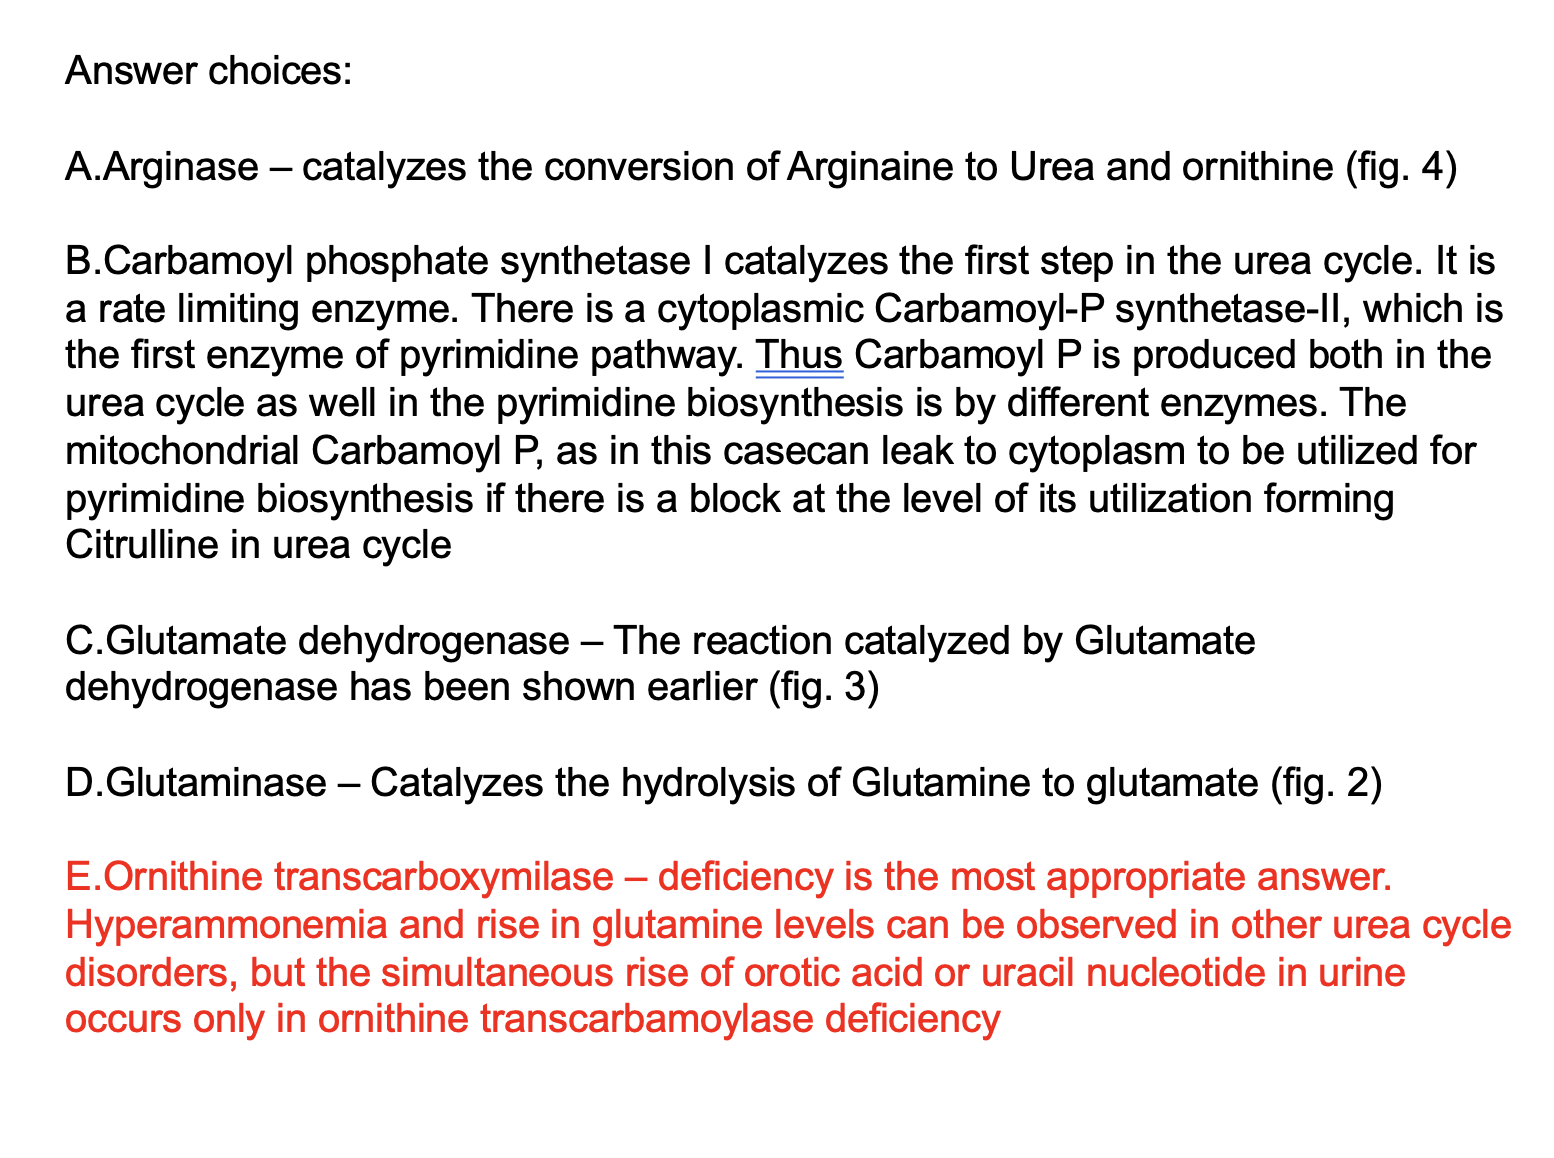 Answer choices:
A.Arginase – catalyzes the conversion of Arginaine to Urea and ornithine (fig. 4)
B.Carbamoyl phosphate synthetase I catalyzes the first step in the urea cycle. It is
a rate limiting enzyme. There is a cytoplasmic Carbamoyl-P synthetase-II, which is
the first enzyme of pyrimidine pathway. Thus Carbamoyl P is produced both in the
urea cycle as well in the pyrimidine biosynthesis is by different enzymes. The
mitochondrial Carbamoyl P, as in this casecan leak to cytoplasm to be utilized for
pyrimidine biosynthesis if there is a block at the level of its utilization forming
Citrulline in urea cycle
C.Glutamate dehydrogenase – The reaction catalyzed by Glutamate
dehydrogenase has been shown earlier (fig. 3)
D.Glutaminase – Catalyzes the hydrolysis of Glutamine to glutamate (fig. 2)
E.Ornithine transcarboxymilase – deficiency is the most appropriate answer.
Hyperammonemia and rise in glutamine levels can be observed in other urea cycle
disorders, but the simultaneous rise of orotic acid or uracil nucleotide in urine
occurs only in ornithine transcarbamoylase deficiency